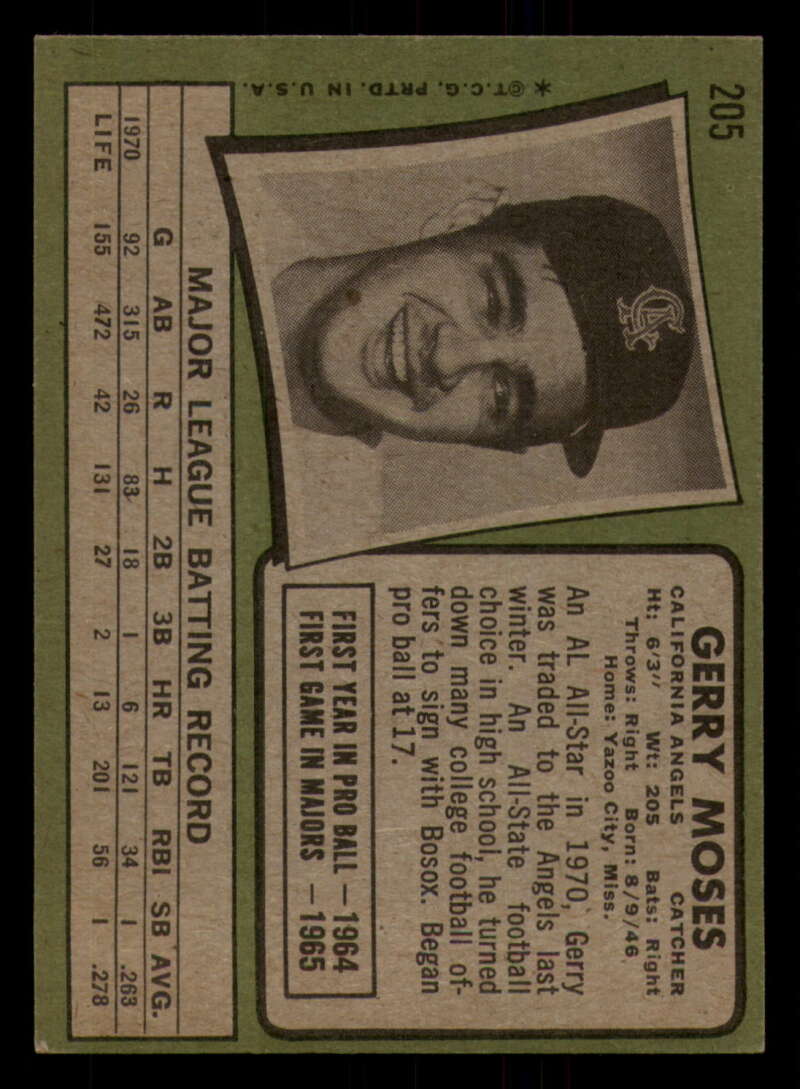 205
* ©T.C.G. PRTD. IN U.S.A.
CA
GERRY MOSES
CALIFORNIA ANGELS CATCHER
Ht: 6'3" Wt: 205 Bats: Right
Throws: Right Born: 8/9/46
Home: Yazoo City, Miss.
An AL All-Star in 1970, Gerry
was traded to the Angels last
winter. An All-State football
choice in high school, he turned
down many college football of-
fers to sign with Bosox. Began
pro ball at 17.
FIRST YEAR IN PRO BALL — 1964
FIRST GAME IN MAJORS — 1965
MAJOR LEAGUE BATTING RECORD
G AB R H 2B 3B HR TB RBI SB AVG.
1970 92 315 26 83 18 1 6 121 34 1 .263
LIFE 155 472 42 131 27 2 13 201 56 1 .278